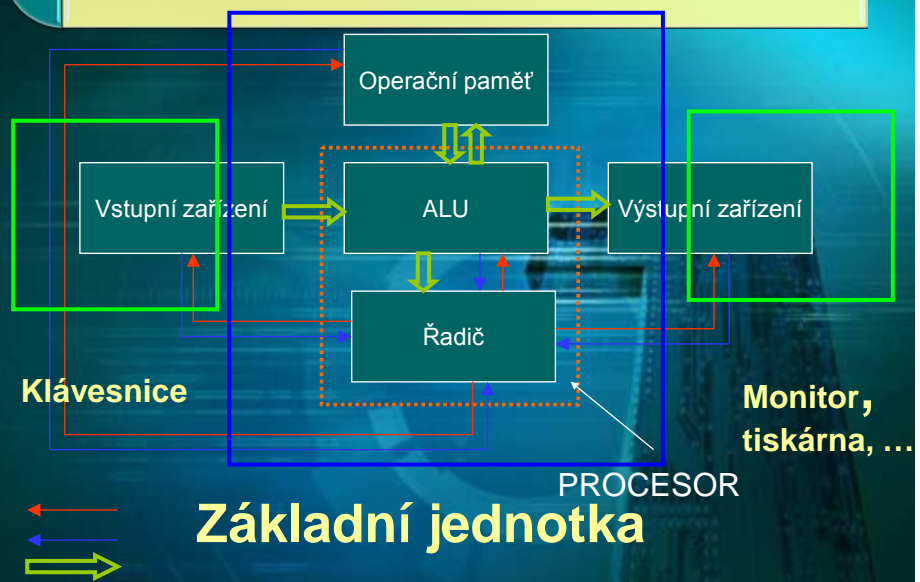 Operační paměť
Vstupní zařízení
ALU
Výstupní zařízení
Řadič
Klávesnice
Monitor,
tiskárna, ...
PROCESOR
Základní jednotka